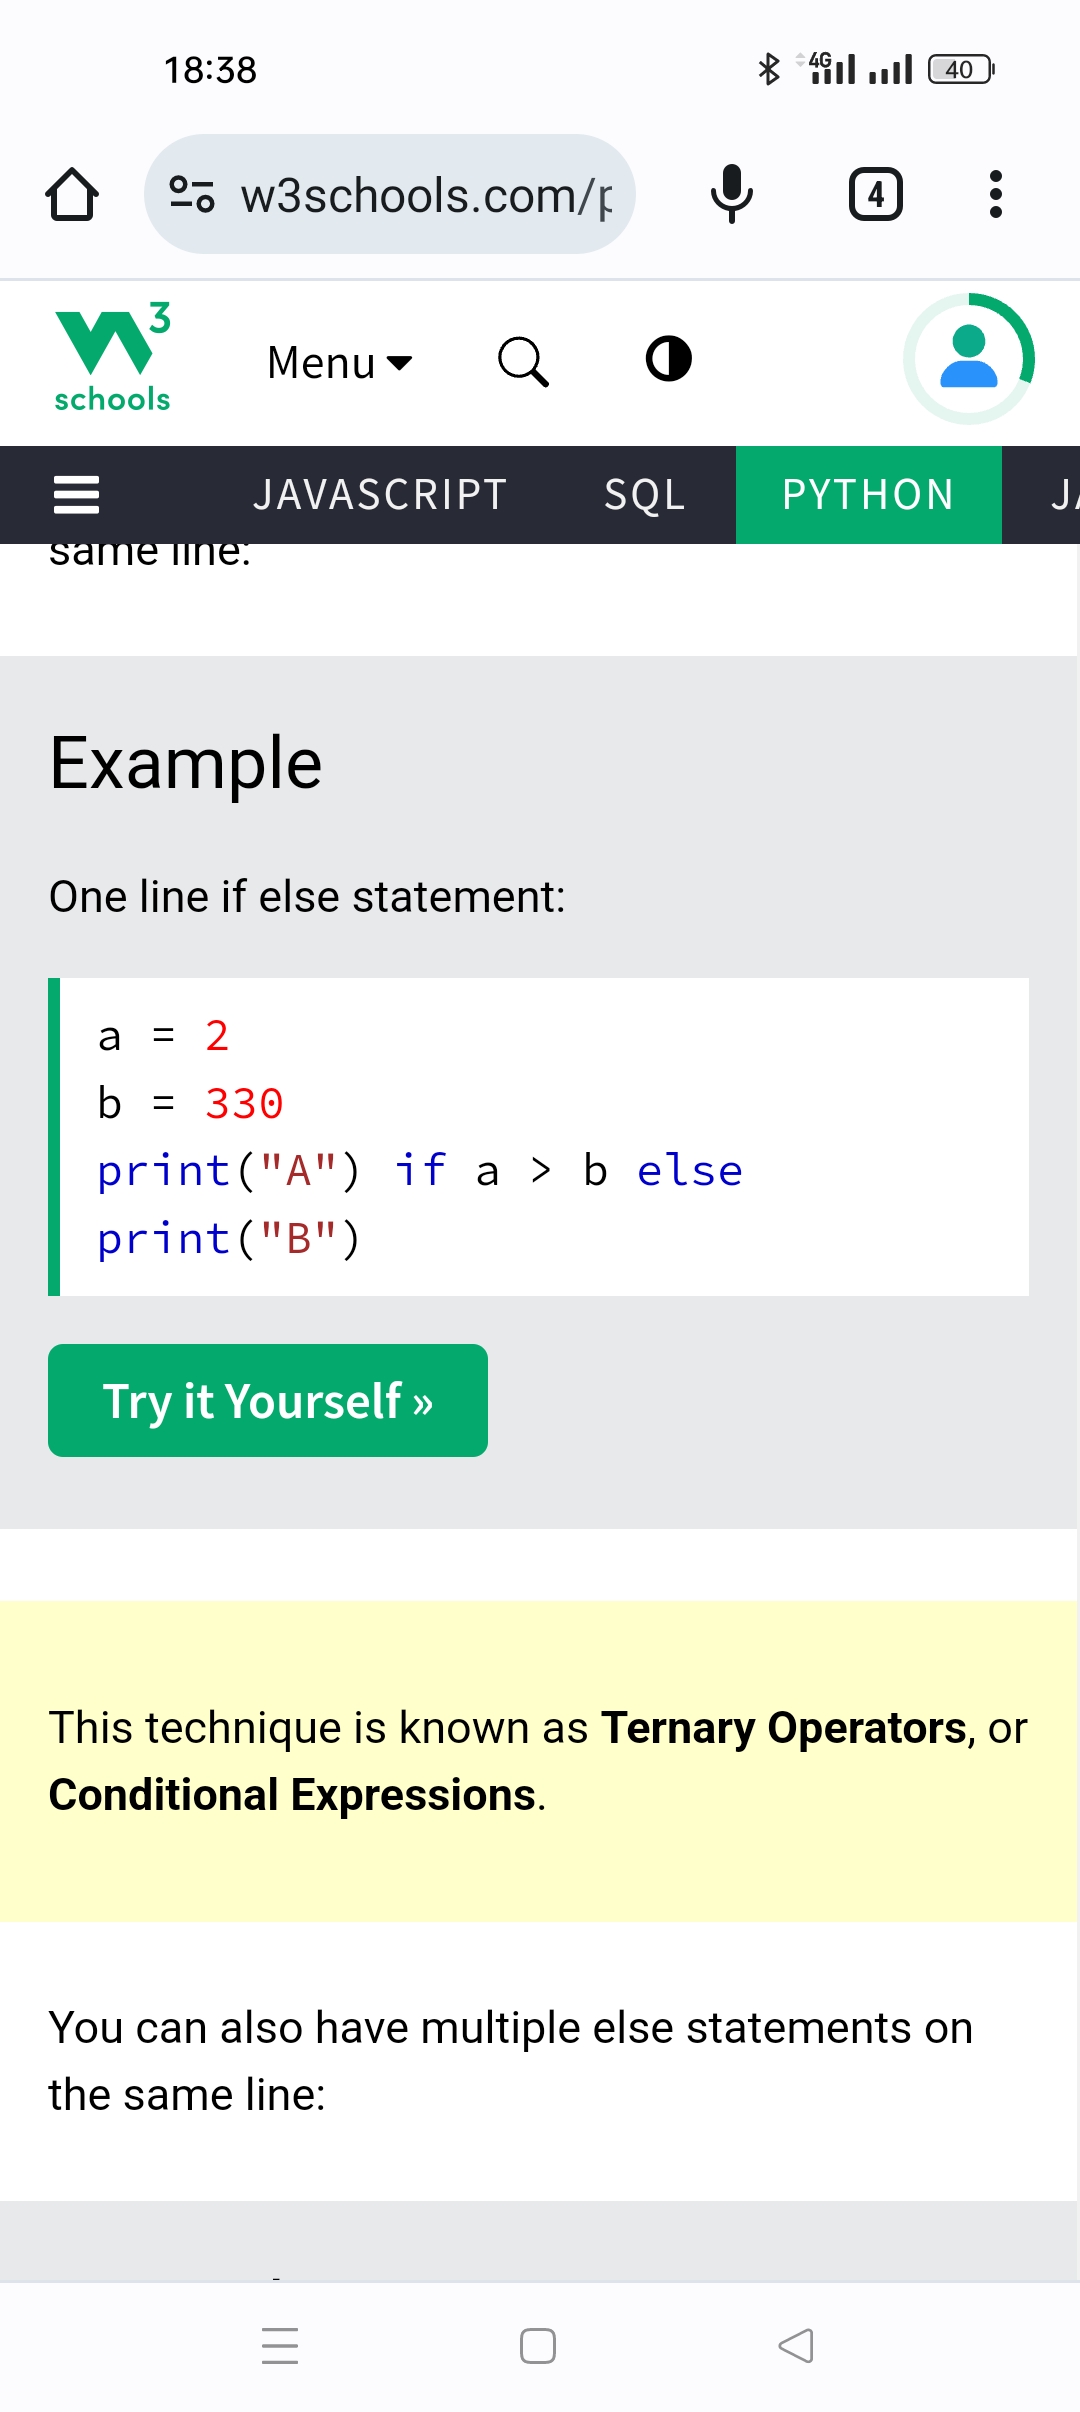 18:38
4G
40
w3schools.com/p
4
3
schools
Menu
JAVASCRIPT SQL PYTHON JA
same line:
Example
One line if else statement:
a = 2
b = 330
print("A") if a > b else
print("B")
Try it Yourself »
This technique is known as Ternary Operators, or
Conditional Expressions.
You can also have multiple else statements on
the same line: